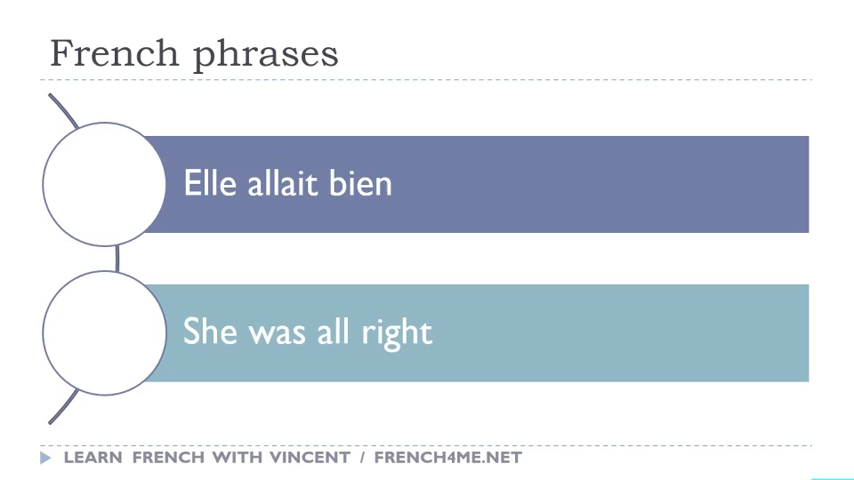 French phrases
Elle allait bien
She was all right
LEARN FRENCH WITH VINCENT / FRENCH4ME.NET